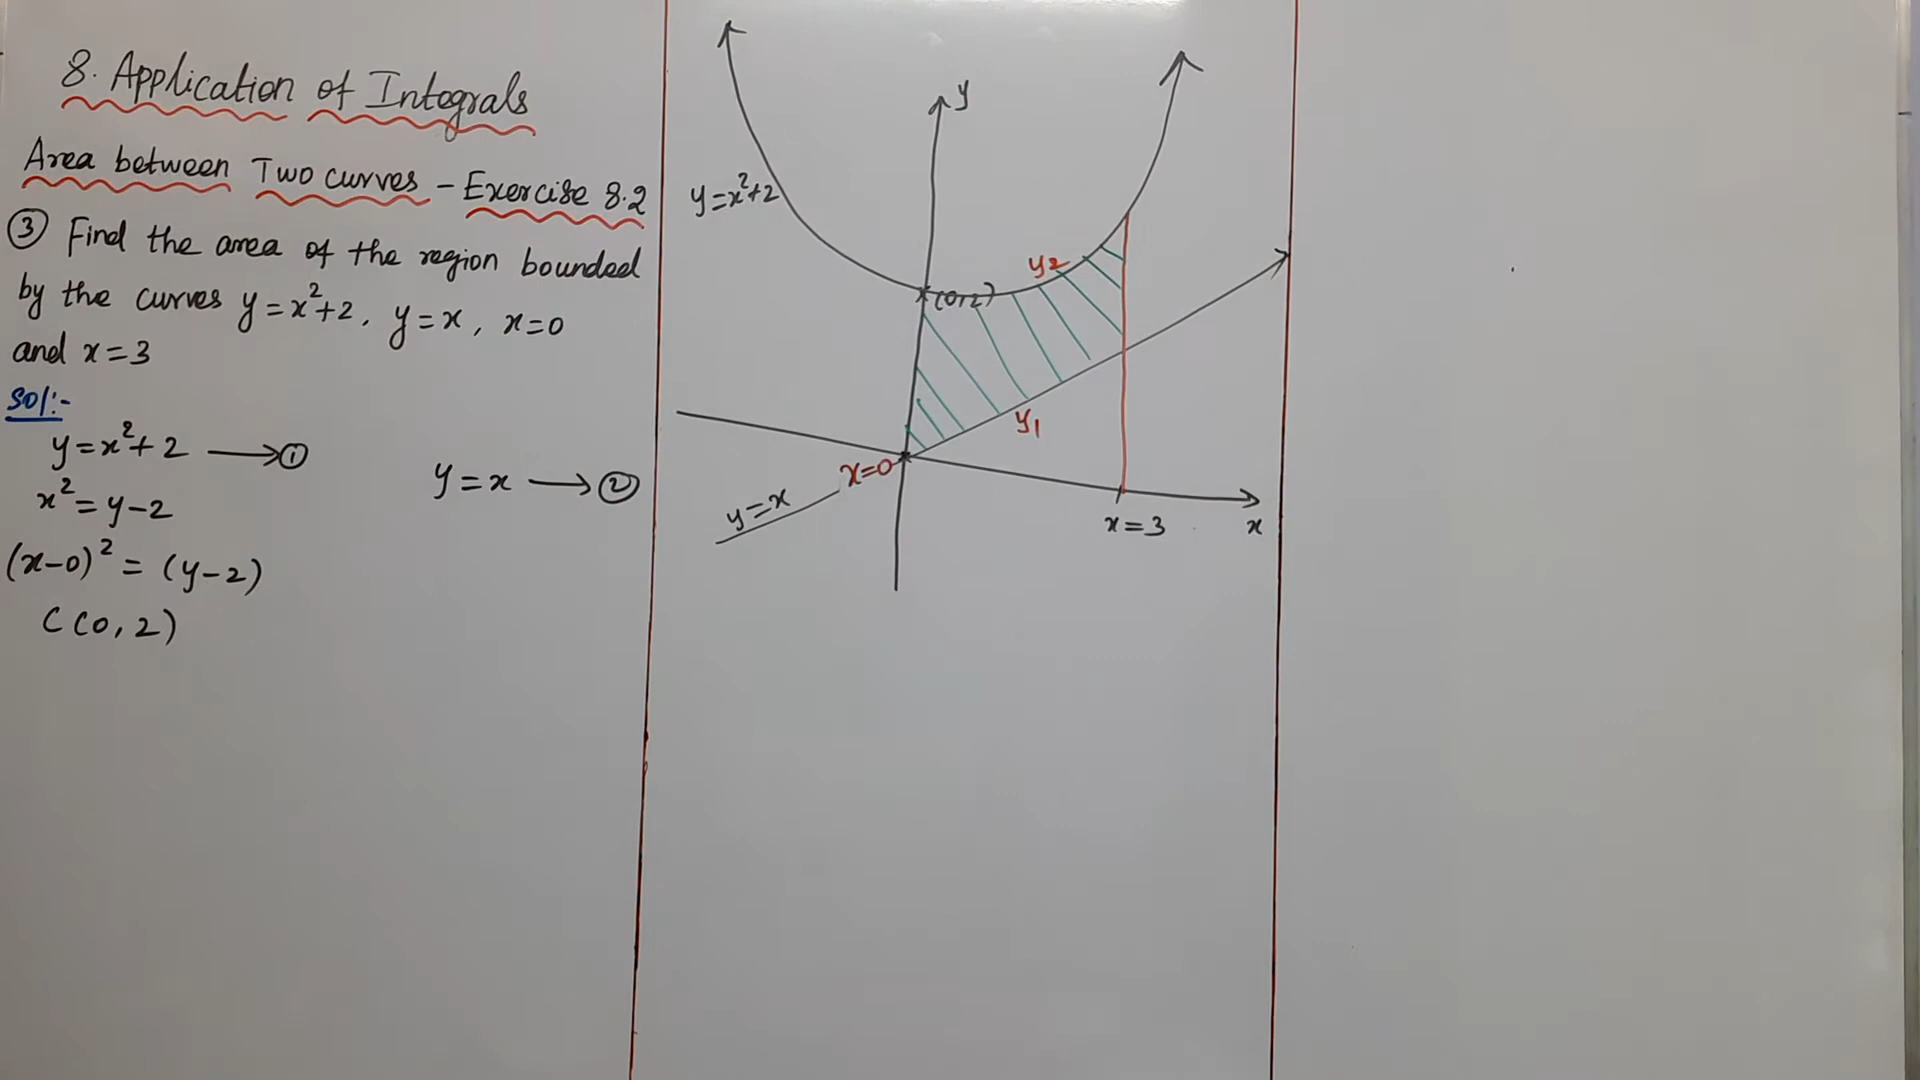 8. Application of Integrals
Area between Two curves - Exercise 8.2
③ Find the area of the region bounded
by the curves y=x²+2, y=x, x=0
and x=3
Sol:-
y=x²+2 ⟶①
x²=y-2
(x-0)² = (y-2)
C(0,2)
y=x ⟶②
y
y=x²+2
y2
(0,2)
y1
x=0
y=x
x=3
x